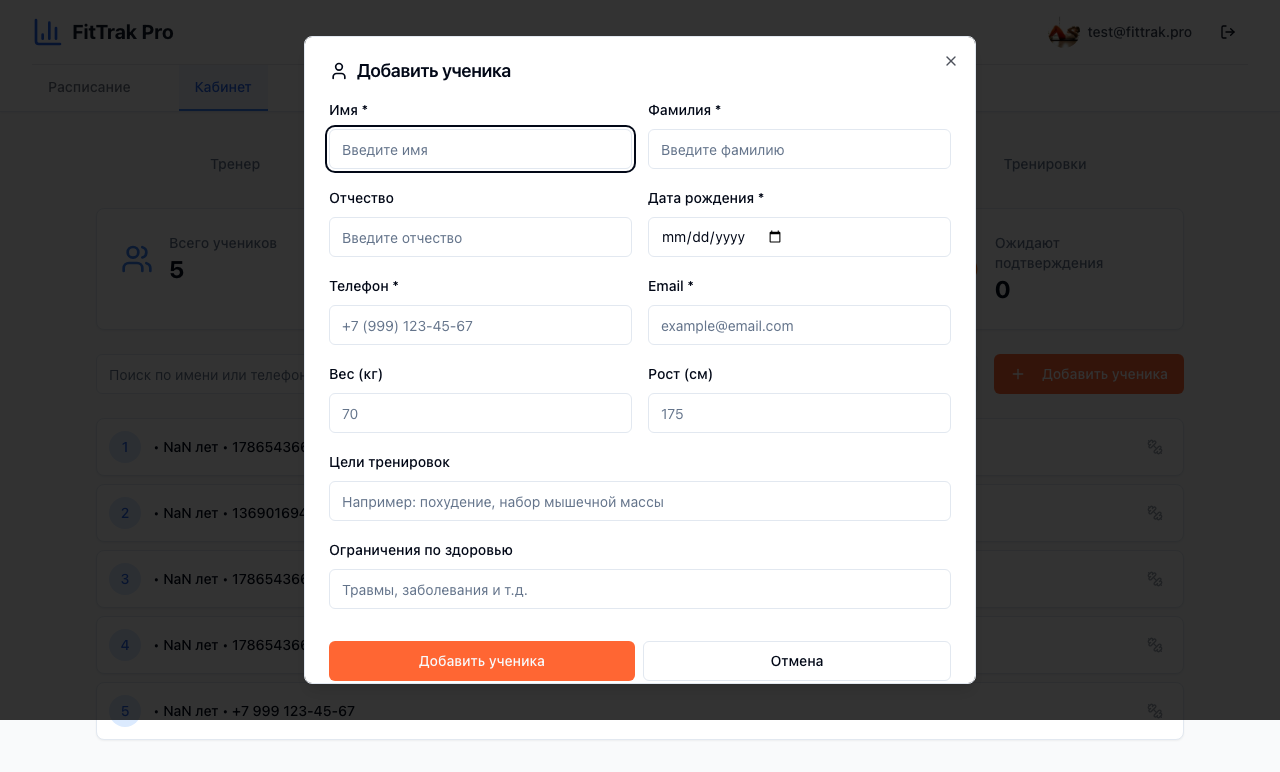 FitTrak Pro
test@fittrak.pro
Расписание
Кабинет
Тренер
Тренировки
Всего учеников
5
Ожидают
подтверждения
0
Поиск по имени или телефон
Добавить ученика
1 • NaN лет • 178654366
2 • NaN лет • 13690169
3 • NaN лет • 178654366
4 • NaN лет • 178654366
5 • NaN лет • +7 999 123-45-67
Добавить ученика
Имя * Фамилия *
Введите имя Введите фамилию
Отчество Дата рождения *
Введите отчество mm/dd/yyyy
Телефон * Email *
+7 (999) 123-45-67 example@email.com
Вес (кг) Рост (см)
70 175
Цели тренировок
Например: похудение, набор мышечной массы
Ограничения по здоровью
Травмы, заболевания и т.д.
Добавить ученика Отмена